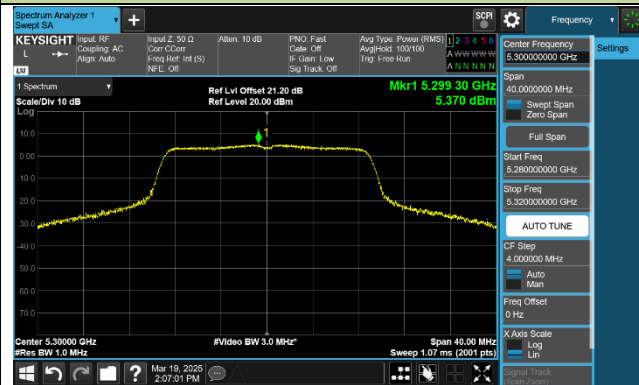 Spectrum Analyzer 1
Swept SA
SCPI
Frequency
KEYSIGHT
L
LXI
Input: RF
Coupling: AC
Align: Auto
Input Z: 50 Ω
Corr CCorr
Freq Ref: Int (S)
NFE: Off
Atten: 10 dB
PNO: Fast
Gate: Off
IF Gain: Low
Sig Track: Off
Avg Type: Power (RMS)
Avg|Hold: 100/100
Trig: Free Run
1 2 3 4 5 6
A W W W W W
A N N N N N
1 Spectrum
Scale/Div 10 dB
Log
Ref Lvl Offset 21.20 dB
Ref Level 20.00 dBm
Mkr1 5.299 30 GHz
5.370 dBm
1
10.0
0.00
-10.0
-20.0
-30.0
-40.0
-50.0
-60.0
-70.0
Center 5.30000 GHz
#Res BW 1.0 MHz
#Video BW 3.0 MHz*
Span 40.00 MHz
Sweep 1.07 ms (2001 pts)
Center Frequency
5.300000000 GHz
Settings
Span
40.0000000 MHz
Swept Span
Zero Span
Full Span
Start Freq
5.280000000 GHz
Stop Freq
5.320000000 GHz
AUTO TUNE
CF Step
4.000000 MHz
Auto
Man
Freq Offset
0 Hz
X Axis Scale
Log
Lin
Signal Track
(Span Zoom)
Mar 19, 2025
2:07:01 PM